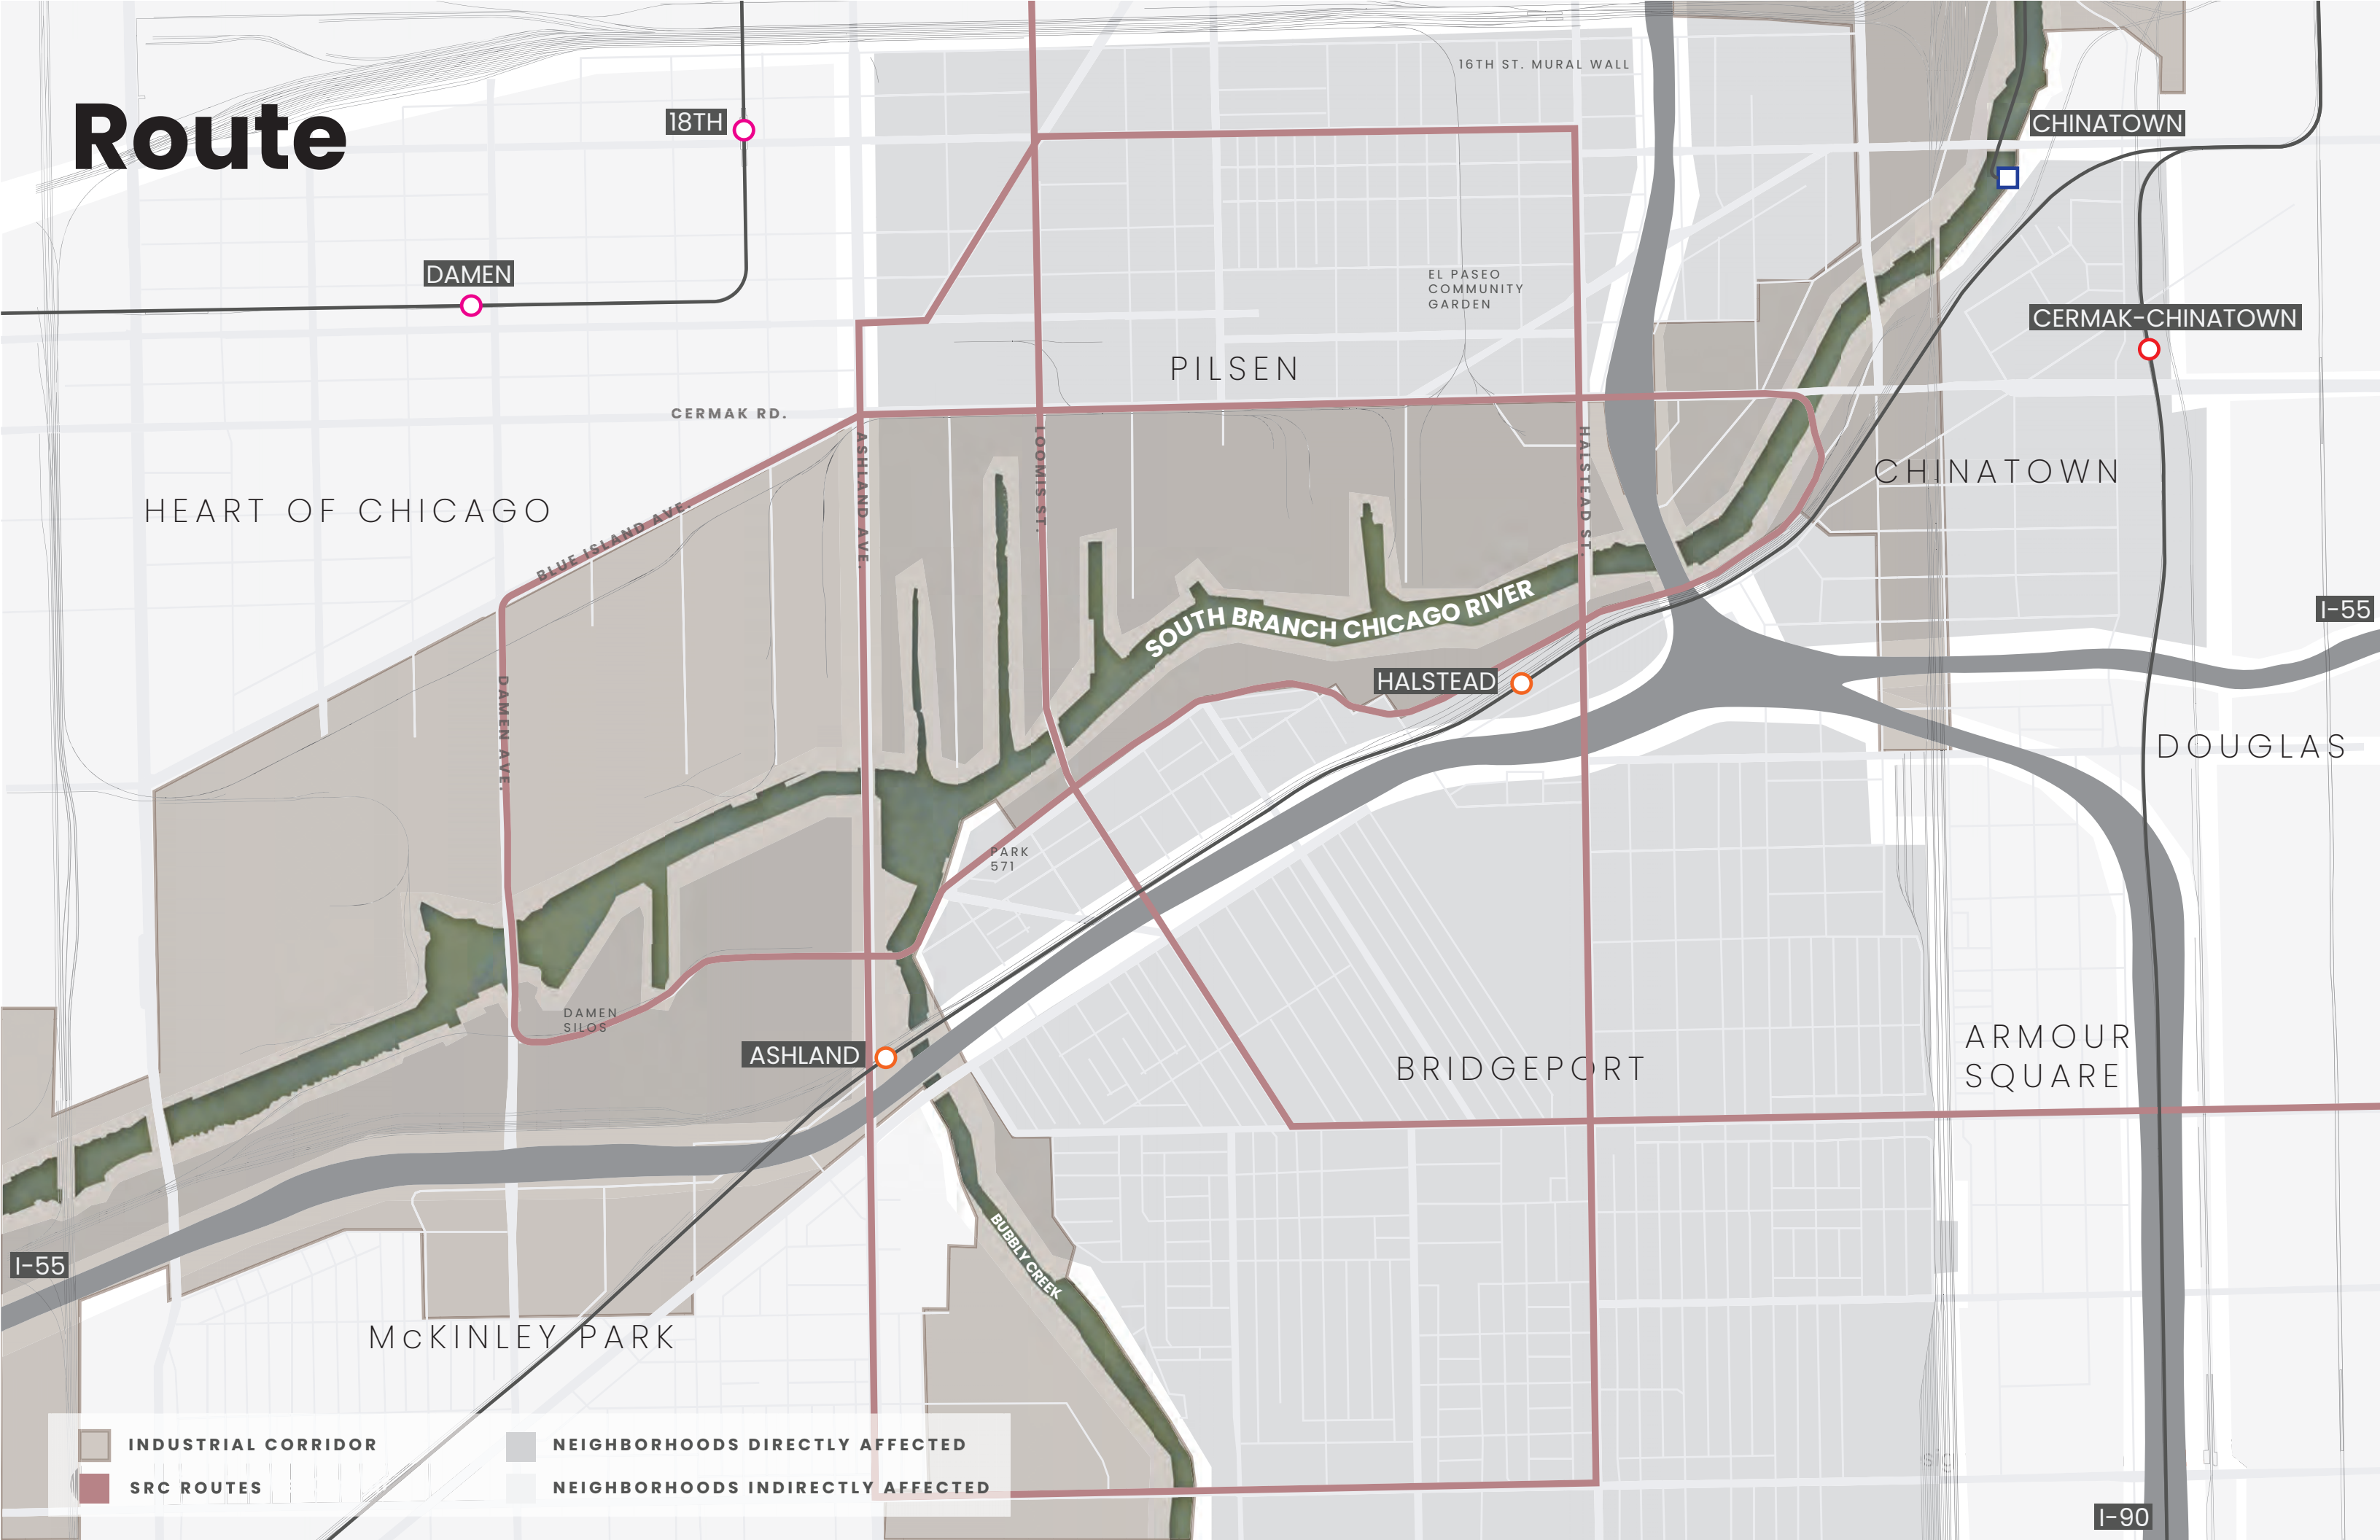 16TH ST. MURAL WALL
Route
18TH
CHINATOWN
DAMEN
EL PASEO
COMMUNITY
GARDEN
CERMAK-CHINATOWN
PILSEN
CERMAK RD.
ASHLAND AVE.
LOOMIS ST.
HALSTEAD ST.
CHINATOWN
HEART OF CHICAGO
BLUE ISLAND AVE.
SOUTH BRANCH CHICAGO RIVER
I-55
HALSTEAD
DAMEN AVE.
DOUGLAS
PARK
571
DAMEN
SILOS
ASHLAND
BRIDGEPORT
ARMOUR
SQUARE
BUBBLY CREEK
I-55
McKINLEY PARK
INDUSTRIAL CORRIDOR
NEIGHBORHOODS DIRECTLY AFFECTED
sig
SRC ROUTES
NEIGHBORHOODS INDIRECTLY AFFECTED
I-90